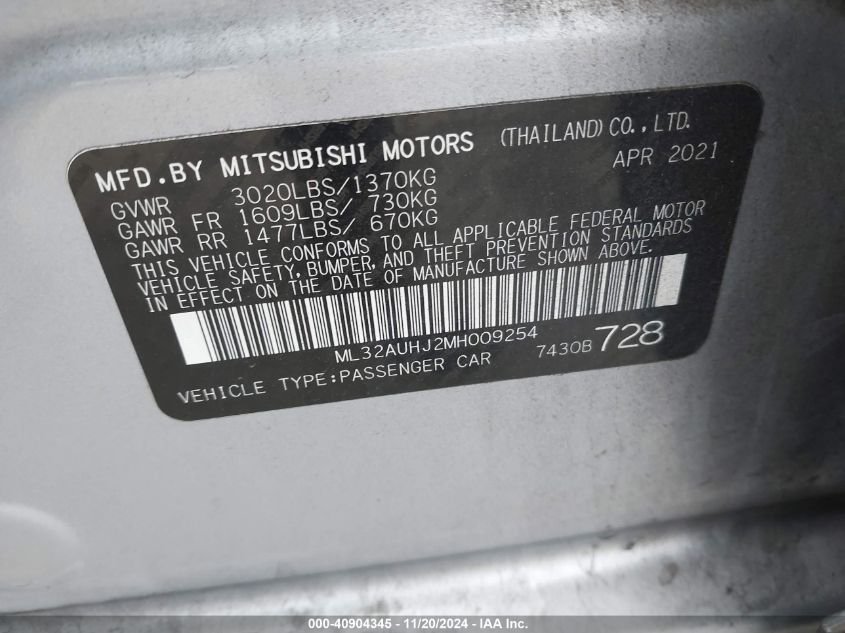 MFD.BY MITSUBISHI MOTORS (THAILAND) CO.,LTD.
APR 2021
GVWR 3020LBS/1370KG
GAWR FR 1609LBS/ 730KG
GAWR RR 1477LBS/ 670KG
THIS VEHICLE CONFORMS TO ALL APPLICABLE FEDERAL MOTOR
VEHICLE SAFETY, BUMPER, AND THEFT PREVENTION STANDARDS
IN EFFECT ON THE DATE OF MANUFACTURE SHOWN ABOVE.
ML32AUHJ2MH009254 7430B 728
VEHICLE TYPE:PASSENGER CAR
000-40904345 - 11/20/2024 - IAA Inc.